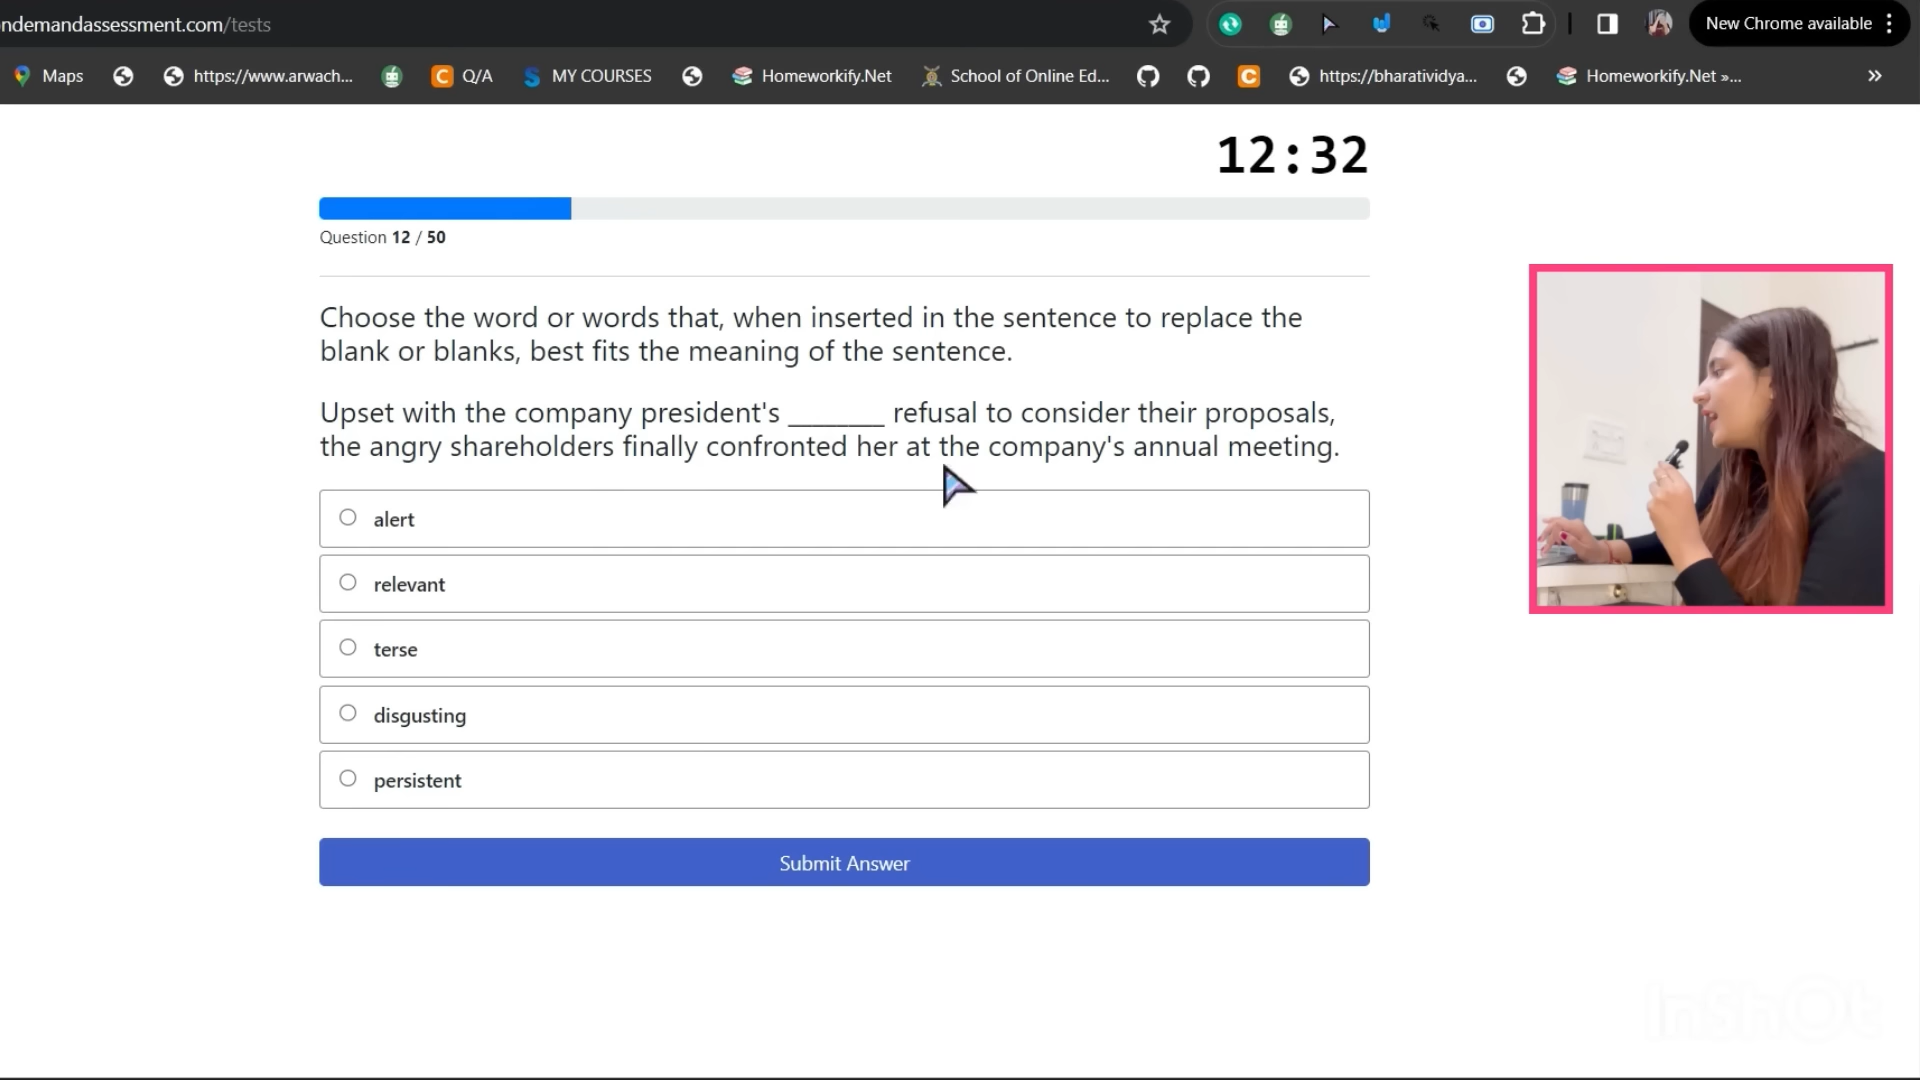 ndemandassessment.com/tests
New Chrome available
Maps
https://www.arwach...
Q/A
MY COURSES
Homeworkify.Net
School of Online Ed...
https://bharatividya...
Homeworkify.Net »...
»
12:32
Question 12 / 50
Choose the word or words that, when inserted in the sentence to replace the
blank or blanks, best fits the meaning of the sentence.
Upset with the company president's ________ refusal to consider their proposals,
the angry shareholders finally confronted her at the company's annual meeting.
alert
relevant
terse
disgusting
persistent
Submit Answer
InShOt